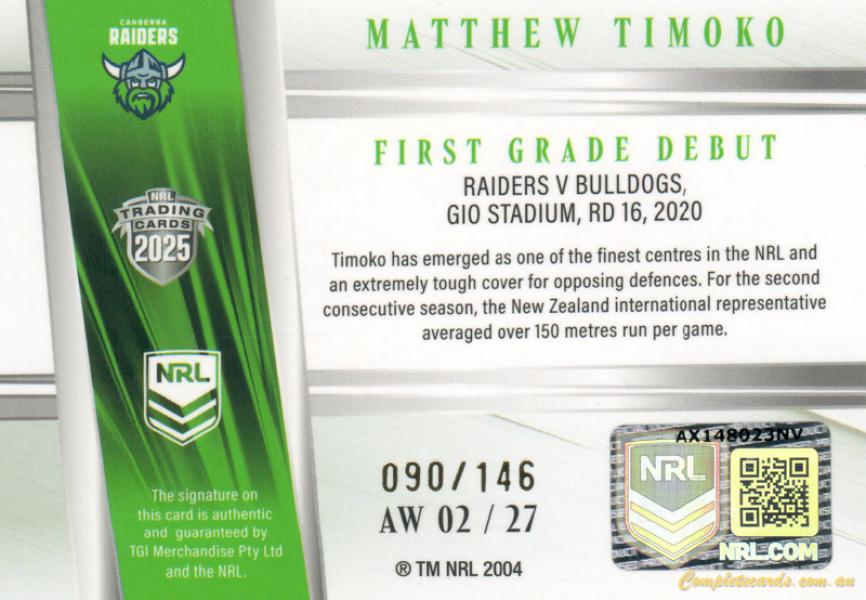 CANBERRA
RAIDERS
MATTHEW TIMOKO
FIRST GRADE DEBUT
RAIDERS V BULLDOGS,
GIO STADIUM, RD 16, 2020
NRL
TRADING
CARDS
2025
Timoko has emerged as one of the finest centres in the NRL and
an extremely tough cover for opposing defences. For the second
consecutive season, the New Zealand international representative
averaged over 150 metres run per game.
NRL
The signature on
this card is authentic
and guaranteed by
TGI Merchandise Pty Ltd
and the NRL.
090/146
AW 02 / 27
® TM NRL 2004
AX148023NV
NRL
NRL.COM
Completecards.com.au